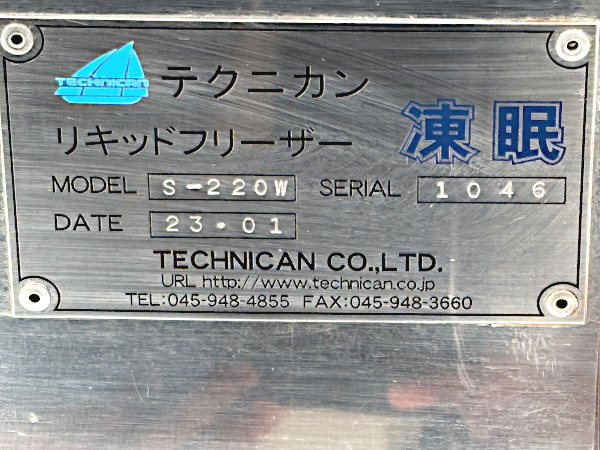 TECHNICAN テクニカン
リキッドフリーザー 凍眠
MODEL S-220W SERIAL 1046
DATE 23・01
TECHNICAN CO.,LTD.
URL http://www.technican.co.jp
TEL:045-948-4855 FAX:045-948-3660